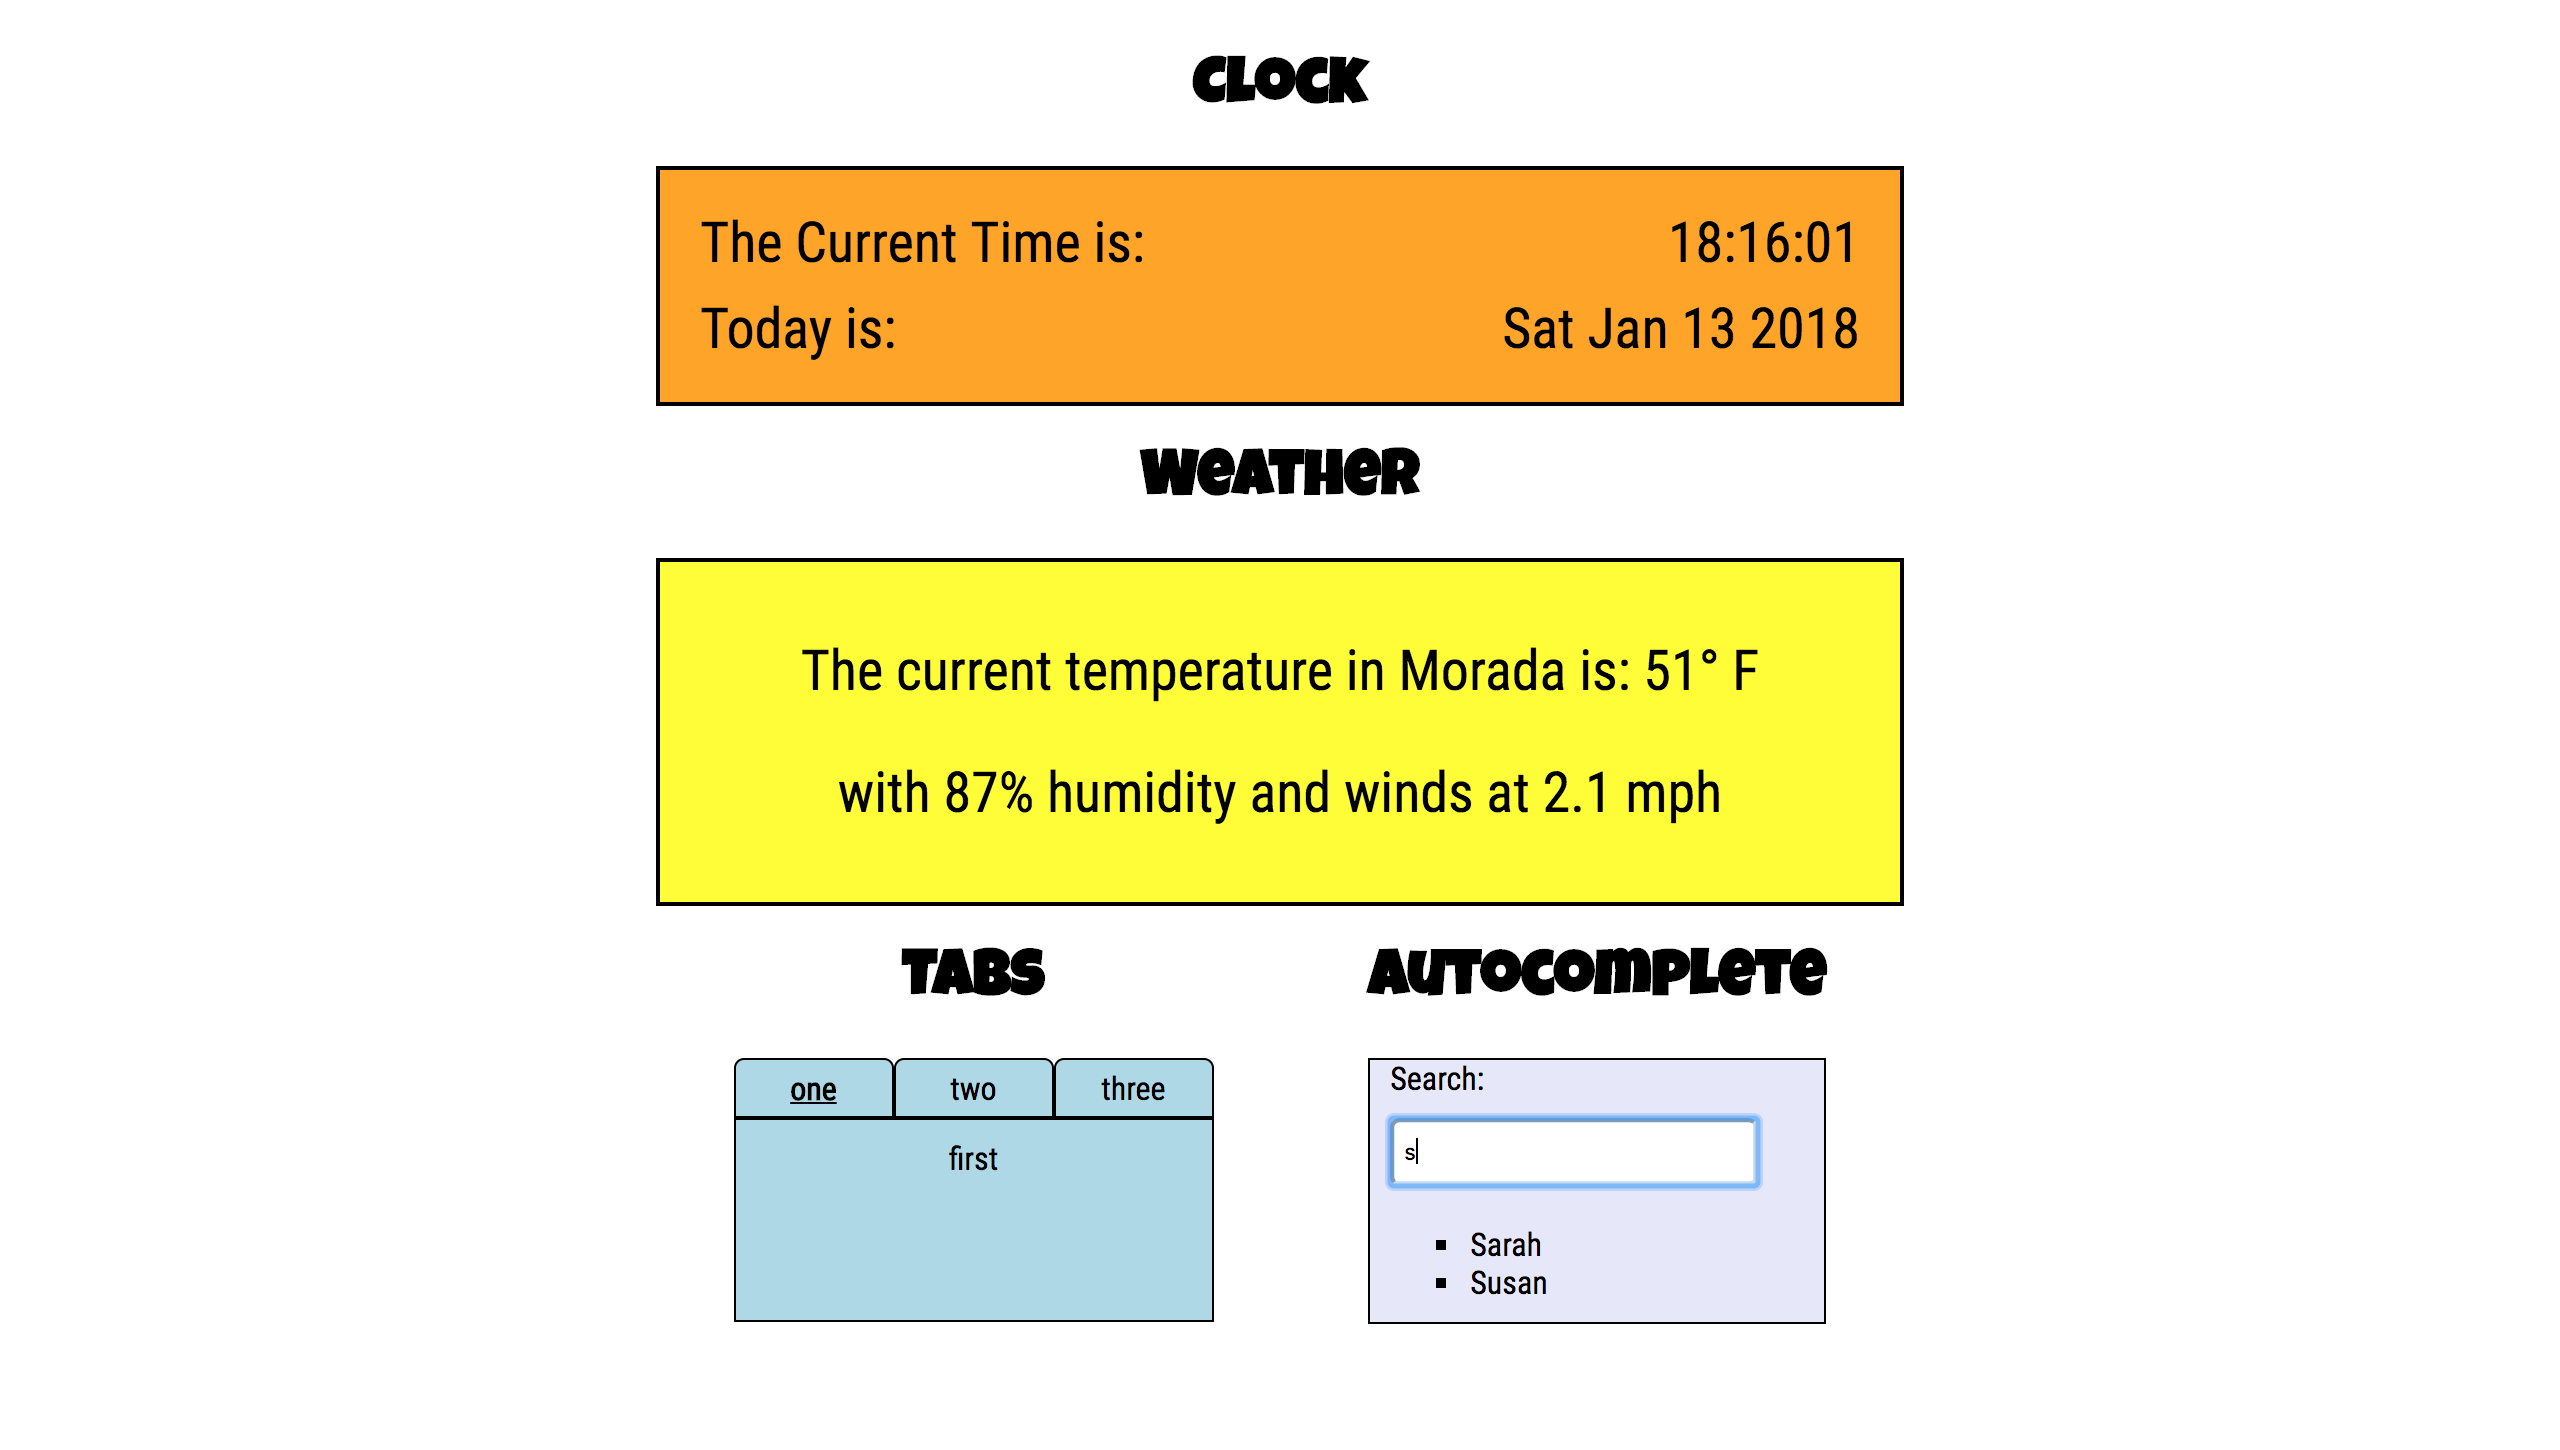 Clock
The Current Time is: 18:16:01
Today is: Sat Jan 13 2018
Weather
The current temperature in Morada is: 51° F
with 87% humidity and winds at 2.1 mph
Tabs
Autocomplete
one two three
first
Search:
s
Sarah
Susan